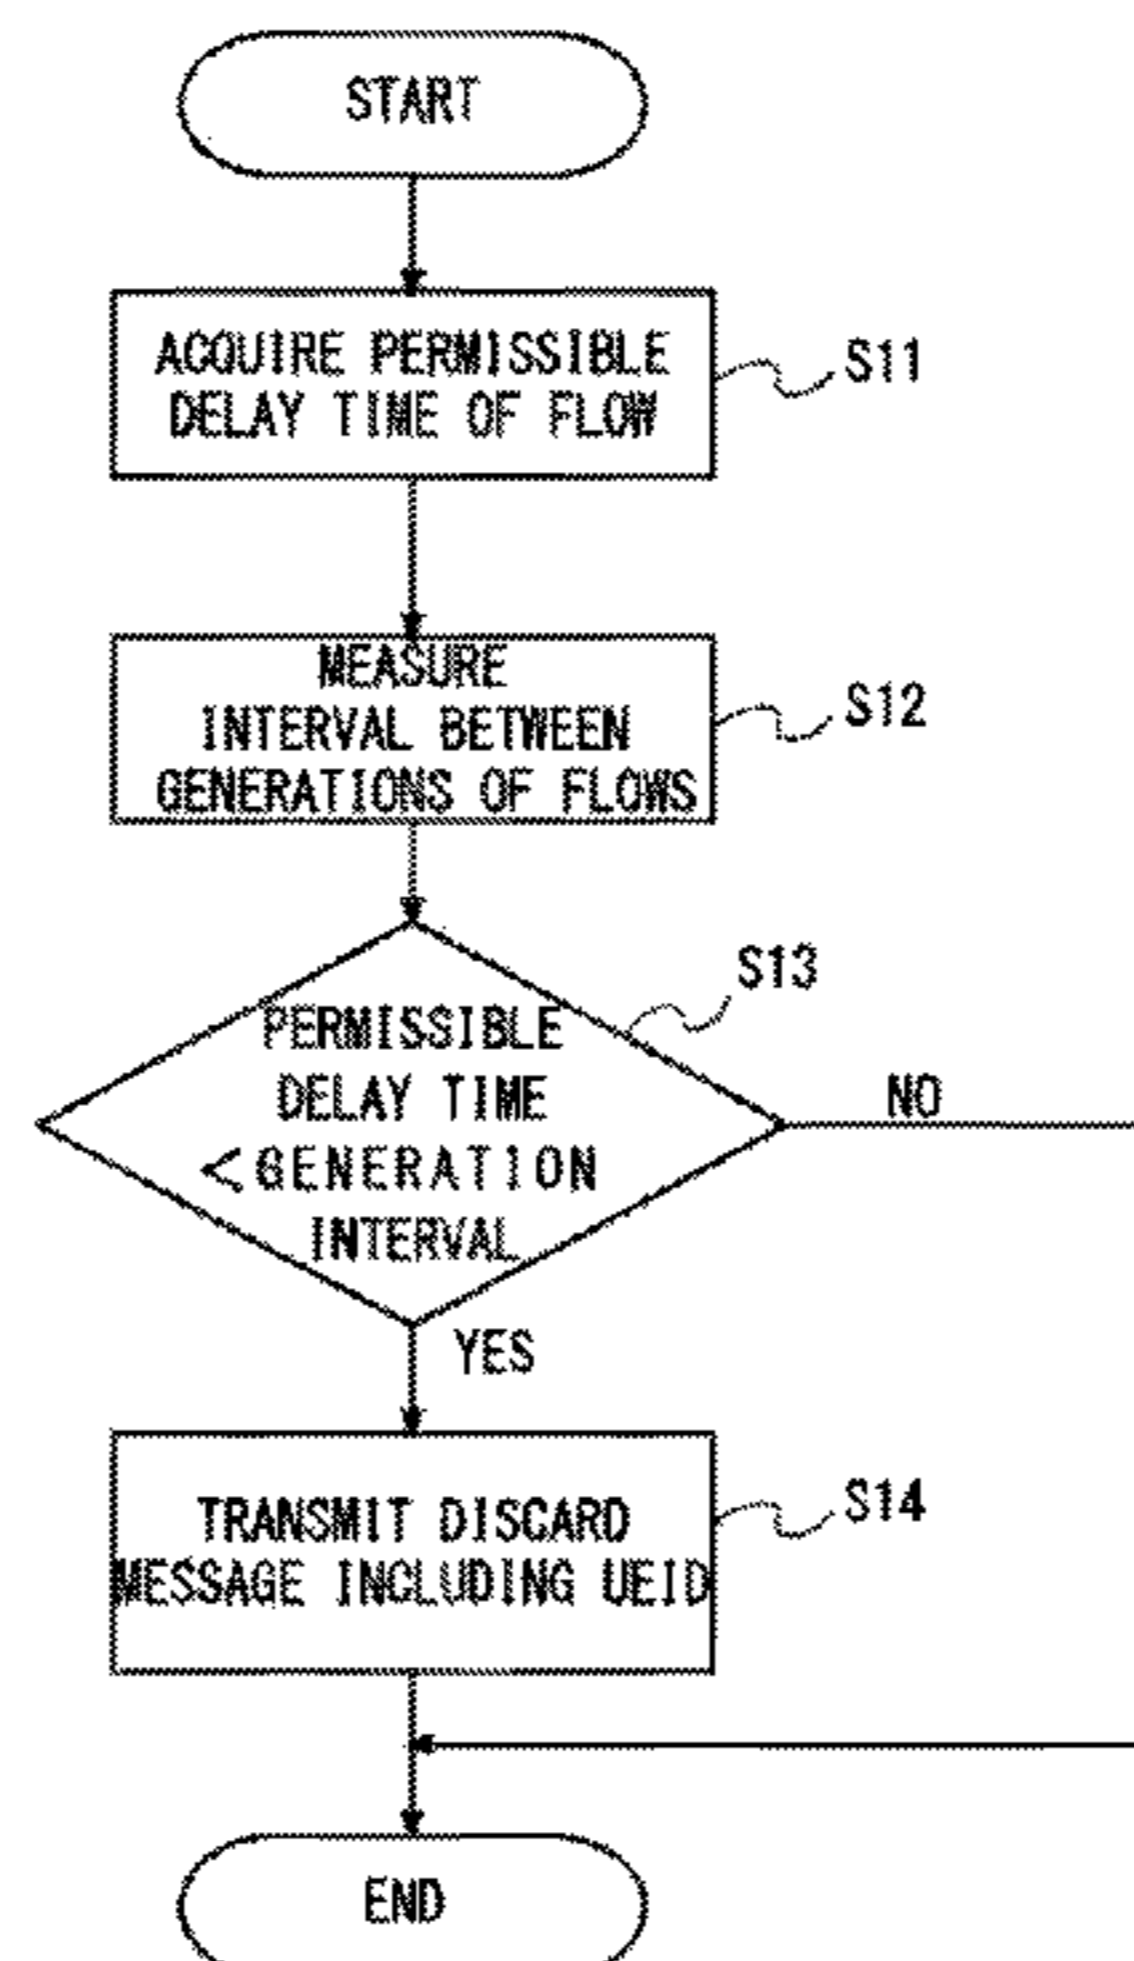 START
ACQUIRE PERMISSIBLE
DELAY TIME OF FLOW
S11
MEASURE
INTERVAL BETWEEN
GENERATIONS OF FLOWS
S12
S13
PERMISSIBLE
DELAY TIME
<GENERATION
INTERVAL
NO
YES
TRANSMIT DISCARD
MESSAGE INCLUDING UEID
S14
END